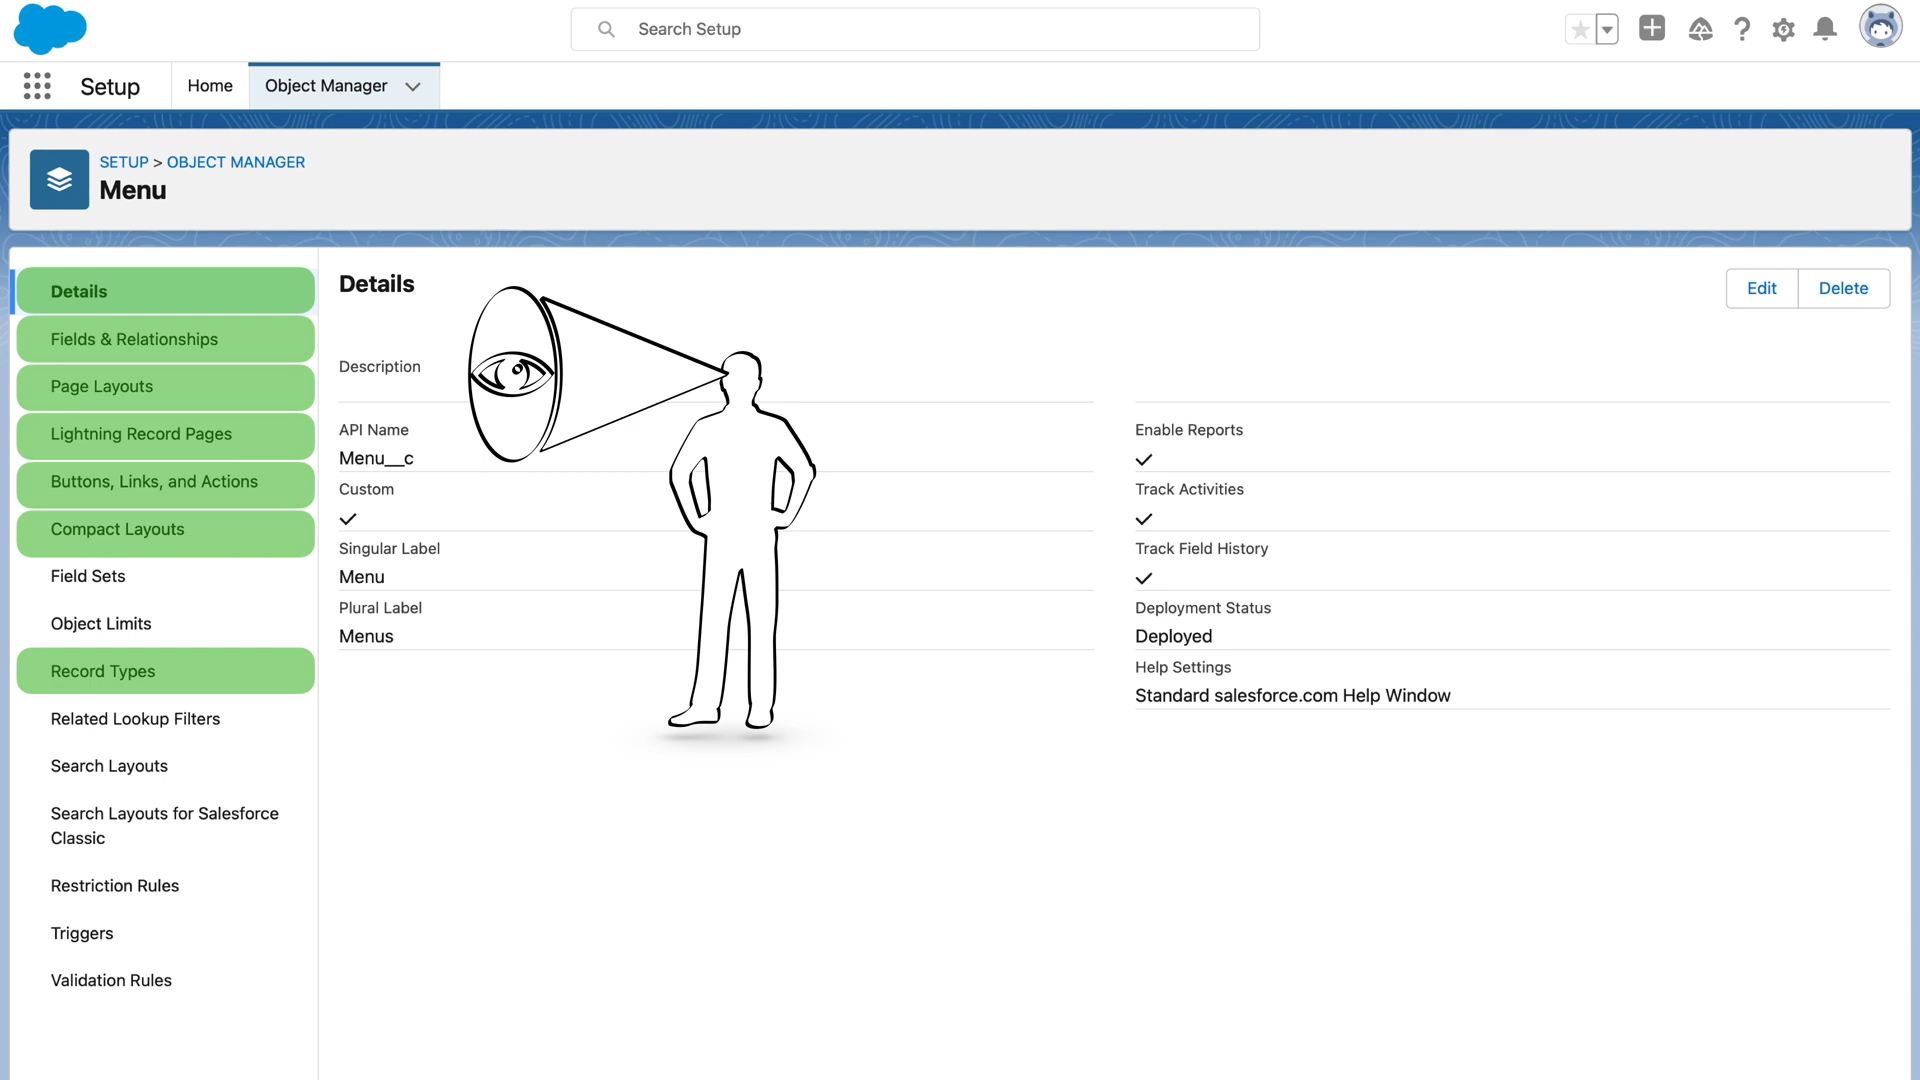 Search Setup
Setup
Home
Object Manager
SETUP > OBJECT MANAGER
Menu
Details
Fields & Relationships
Page Layouts
Lightning Record Pages
Buttons, Links, and Actions
Compact Layouts
Field Sets
Object Limits
Record Types
Related Lookup Filters
Search Layouts
Search Layouts for Salesforce
Classic
Restriction Rules
Triggers
Validation Rules
Details
Edit
Delete
Description
API Name
Menu__c
Custom
Singular Label
Menu
Plural Label
Menus
Enable Reports
Track Activities
Track Field History
Deployment Status
Deployed
Help Settings
Standard salesforce.com Help Window